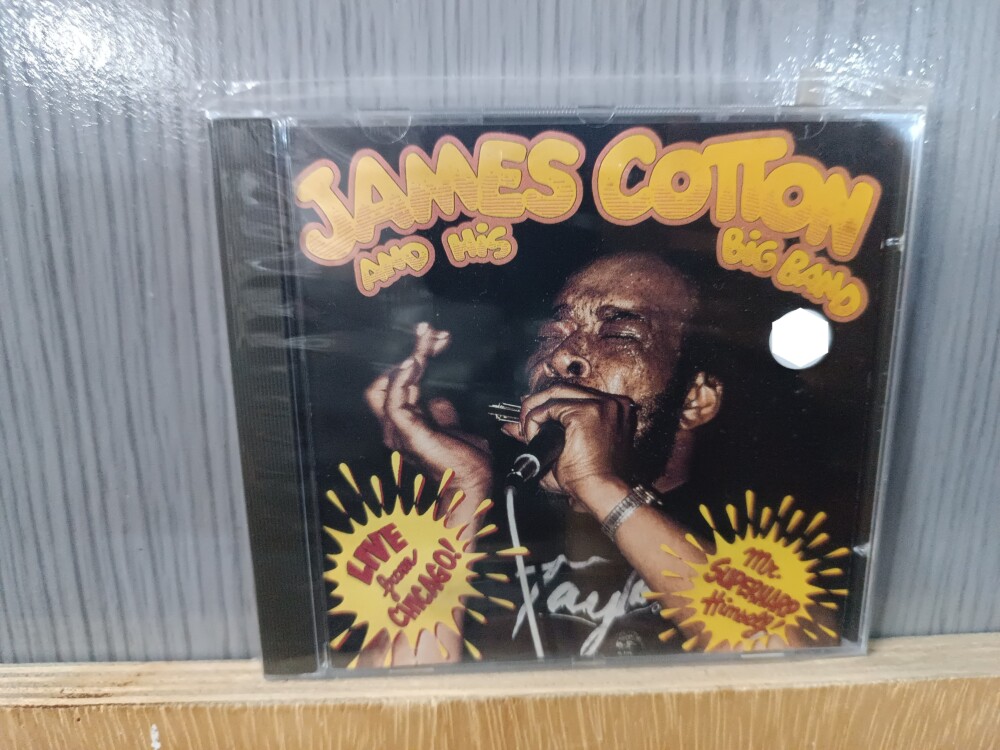 JAMES COTTON
AND HIS BIG BAND
LIVE
from
CHICAGO!
Mr.
SUPERHARP
Himself!